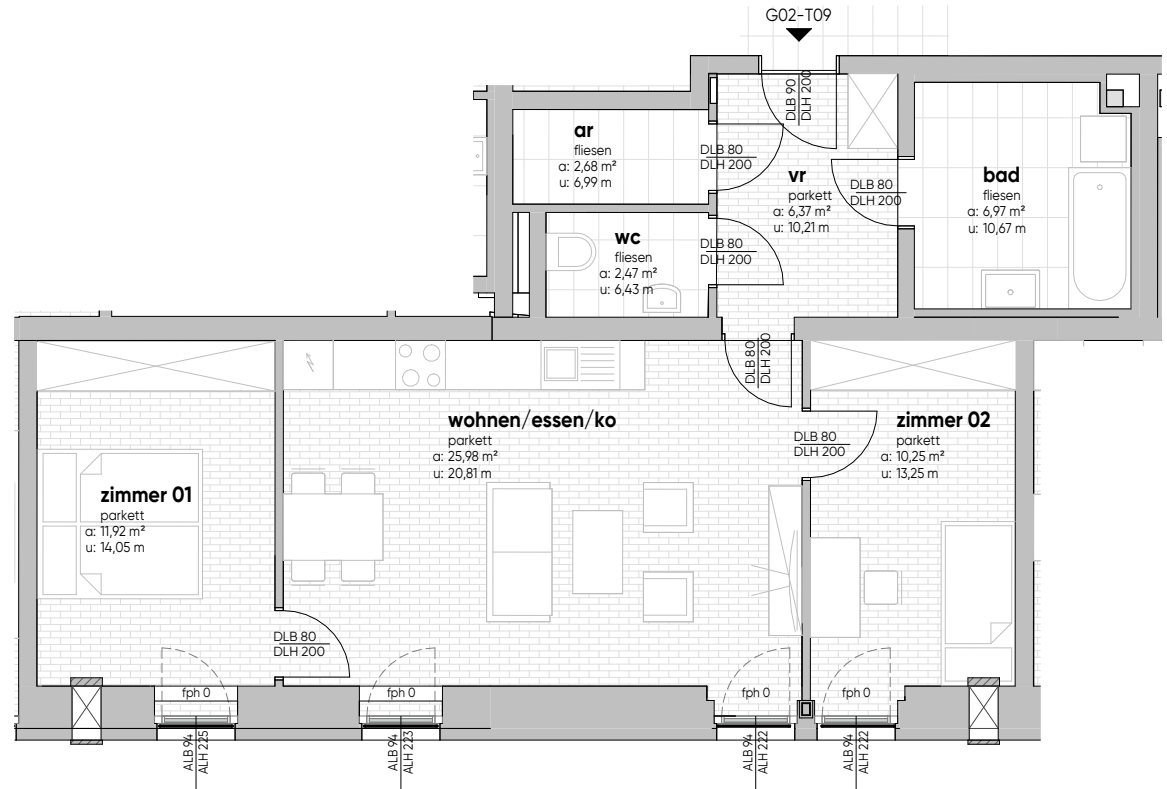 G02-T09
DLB 90
DLH 200
ar
fliesen
a: 2,68 m²
u: 6,99 m
DLB 80
DLH 200
vr
parkett
a: 6,37 m²
u: 10,21 m
DLB 80
DLH 200
bad
fliesen
a: 6,97 m²
u: 10,67 m
wc
fliesen
a: 2,47 m²
u: 6,43 m
DLB 80
DLH 200
DLB 80
DLH 200
wohnen/essen/ko
parkett
a: 25,98 m²
u: 20,81 m
DLB 80
DLH 200
zimmer 02
parkett
a: 10,25 m²
u: 13,25 m
zimmer 01
parkett
a: 11,92 m²
u: 14,05 m
DLB 80
DLH 200
fph 0
fph 0
fph 0
fph 0
ALB 94
ALH 225
ALB 94
ALH 223
ALB 94
ALH 222
ALB 94
ALH 222